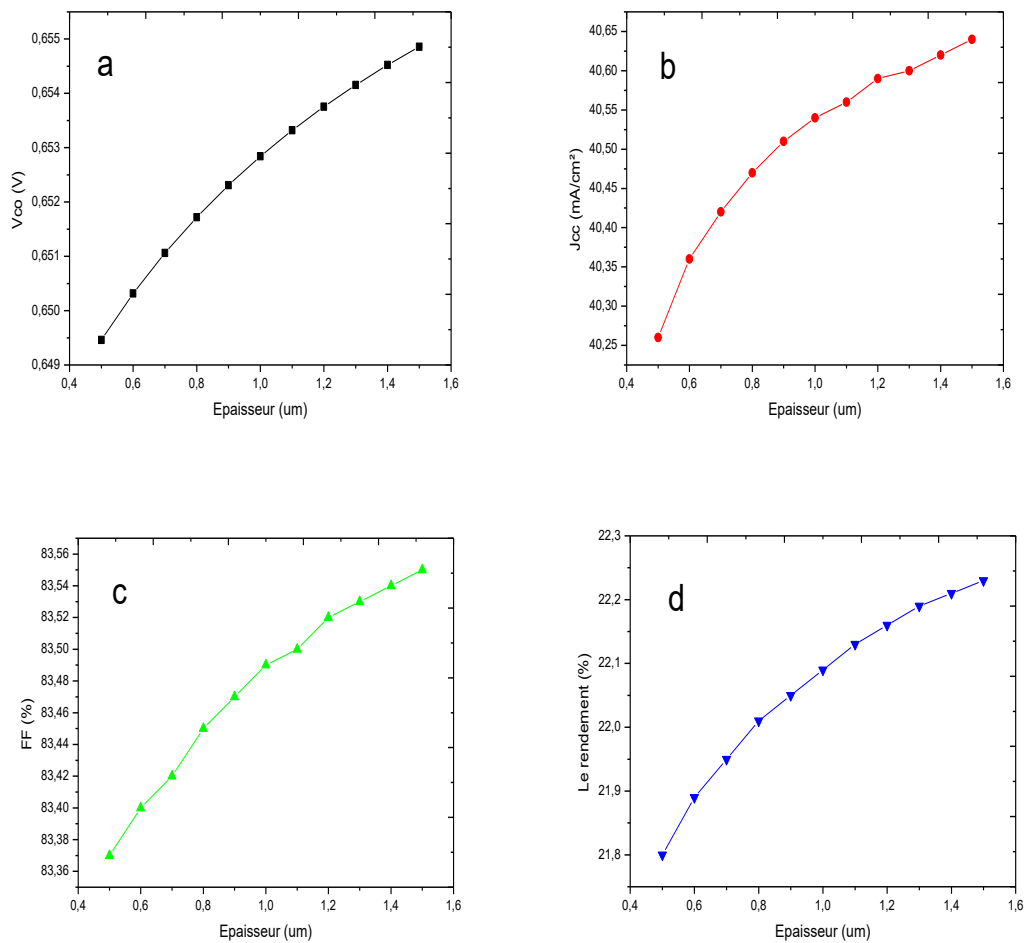 a
Vco (V)
0,655
0,654
0,653
0,652
0,651
0,650
0,649
0,4 0,6 0,8 1,0 1,2 1,4 1,6
Epaisseur (um)
b
Jcc (mA/cm²)
40,65
40,60
40,55
40,50
40,45
40,40
40,35
40,30
40,25
0,4 0,6 0,8 1,0 1,2 1,4 1,6
Epaisseur (um)
c
FF (%)
83,56
83,54
83,52
83,50
83,48
83,46
83,44
83,42
83,40
83,38
83,36
0,4 0,6 0,8 1,0 1,2 1,4 1,6
Epaisseur (um)
d
Le rendement (%)
22,3
22,2
22,1
22,0
21,9
21,8
0,4 0,6 0,8 1,0 1,2 1,4 1,6
Epaisseur (um)